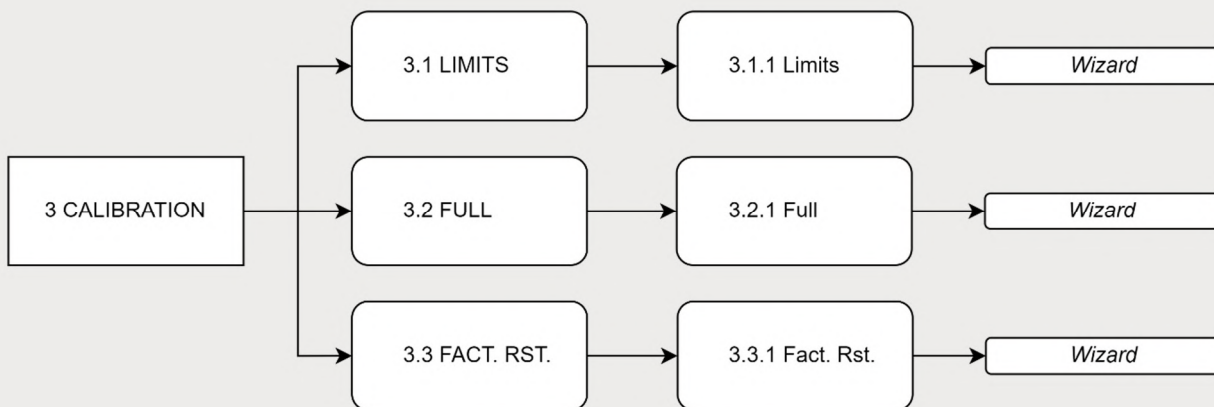 3.1 LIMITS
3.1.1 Limits
Wizard
3 CALIBRATION
3.2 FULL
3.2.1 Full
Wizard
3.3 FACT. RST.
3.3.1 Fact. Rst.
Wizard